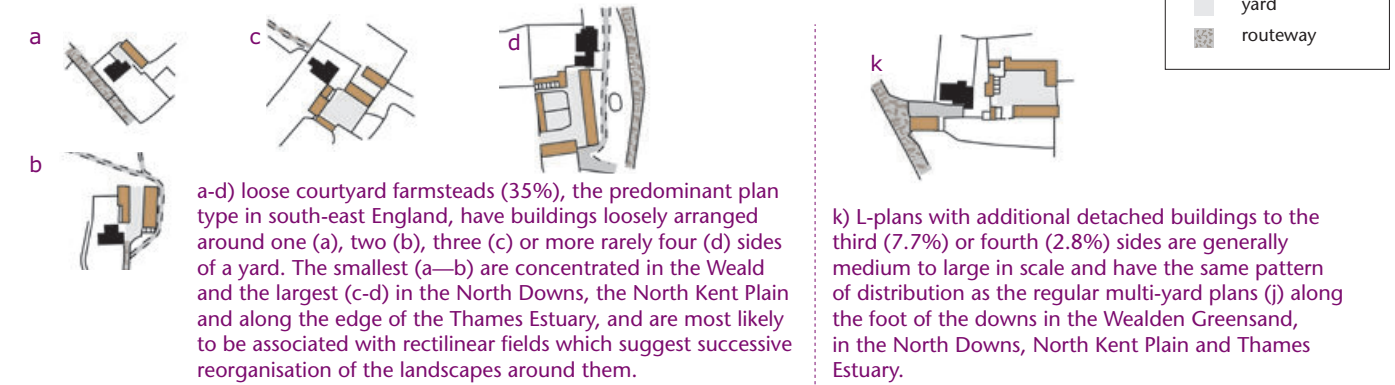 a
c
d
b
a-d) loose courtyard farmsteads (35%), the predominant plan
type in south-east England, have buildings loosely arranged
around one (a), two (b), three (c) or more rarely four (d) sides
of a yard. The smallest (a—b) are concentrated in the Weald
and the largest (c-d) in the North Downs, the North Kent Plain
and along the edge of the Thames Estuary, and are most likely
to be associated with rectilinear fields which suggest successive
reorganisation of the landscapes around them.
k
k) L-plans with additional detached buildings to the
third (7.7%) or fourth (2.8%) sides are generally
medium to large in scale and have the same pattern
of distribution as the regular multi-yard plans (j) along
the foot of the downs in the Wealden Greensand,
in the North Downs, North Kent Plain and Thames
Estuary.
yard
routeway